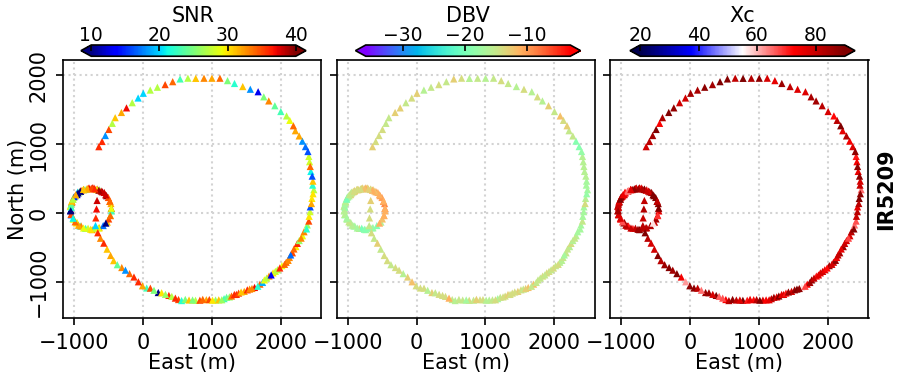 SNR DBV Xc
10 20 30 40 −30 −20 −10 20 40 60 80
2000
1000
0
−1000
North (m)
IR5209
−1000 0 1000 2000 −1000 0 1000 2000 −1000 0 1000 2000
East (m) East (m) East (m)